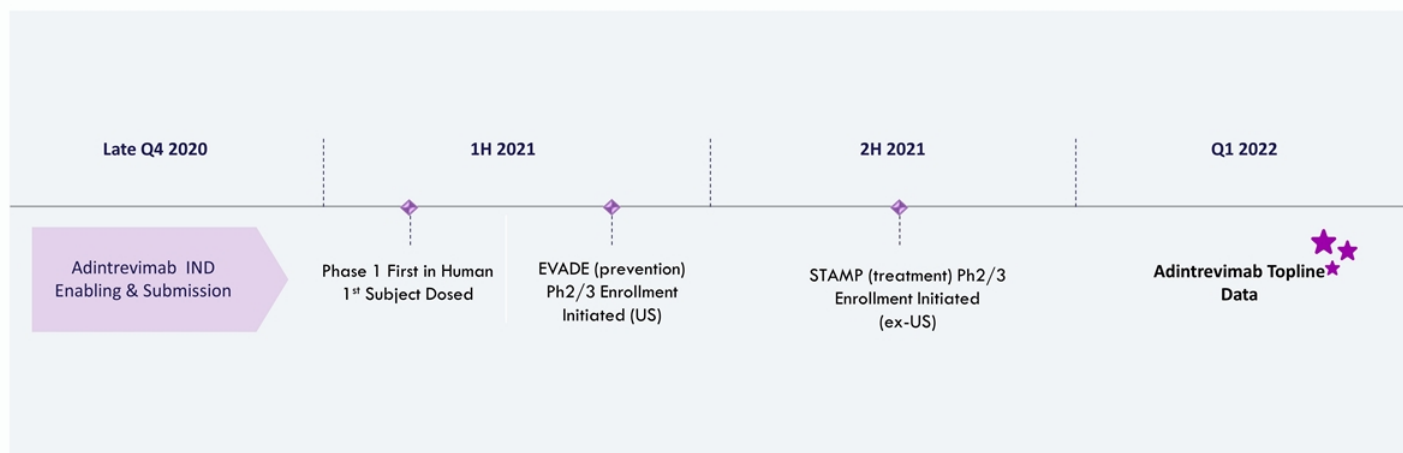 Late Q4 2020
1H 2021
2H 2021
Q1 2022
Adintrevimab IND
Enabling & Submission
Phase 1 First in Human
1st Subject Dosed
EVADE (prevention)
Ph2/3 Enrollment
Initiated (US)
STAMP (treatment) Ph2/3
Enrollment Initiated
(ex-US)
Adintrevimab Topline
Data